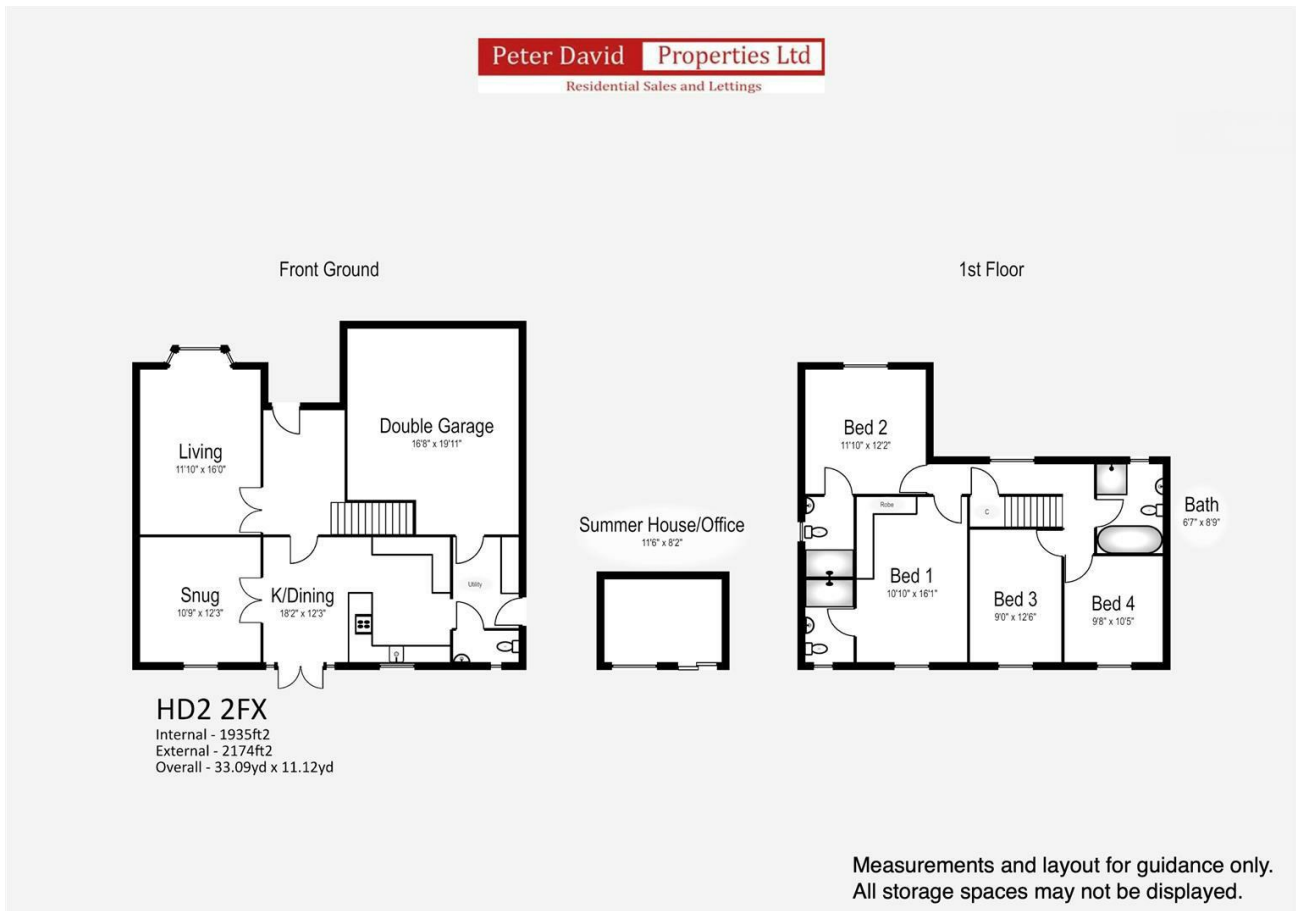 Peter David Properties Ltd
Residential Sales and Lettings
Front Ground
1st Floor
Living
11'10" x 16'0"
Double Garage
16'8" x 19'11"
Snug
10'9" x 12'3"
K/Dining
18'2" x 12'3"
Utility
Summer House/Office
11'6" x 8'2"
Bed 2
11'10" x 12'2"
Robe
C
Bath
6'7" x 8'9"
Bed 1
10'10" x 16'1"
Bed 3
9'0" x 12'6"
Bed 4
9'8" x 10'5"
HD2 2FX
Internal - 1935ft2
External - 2174ft2
Overall - 33.09yd x 11.12yd
Measurements and layout for guidance only.
All storage spaces may not be displayed.